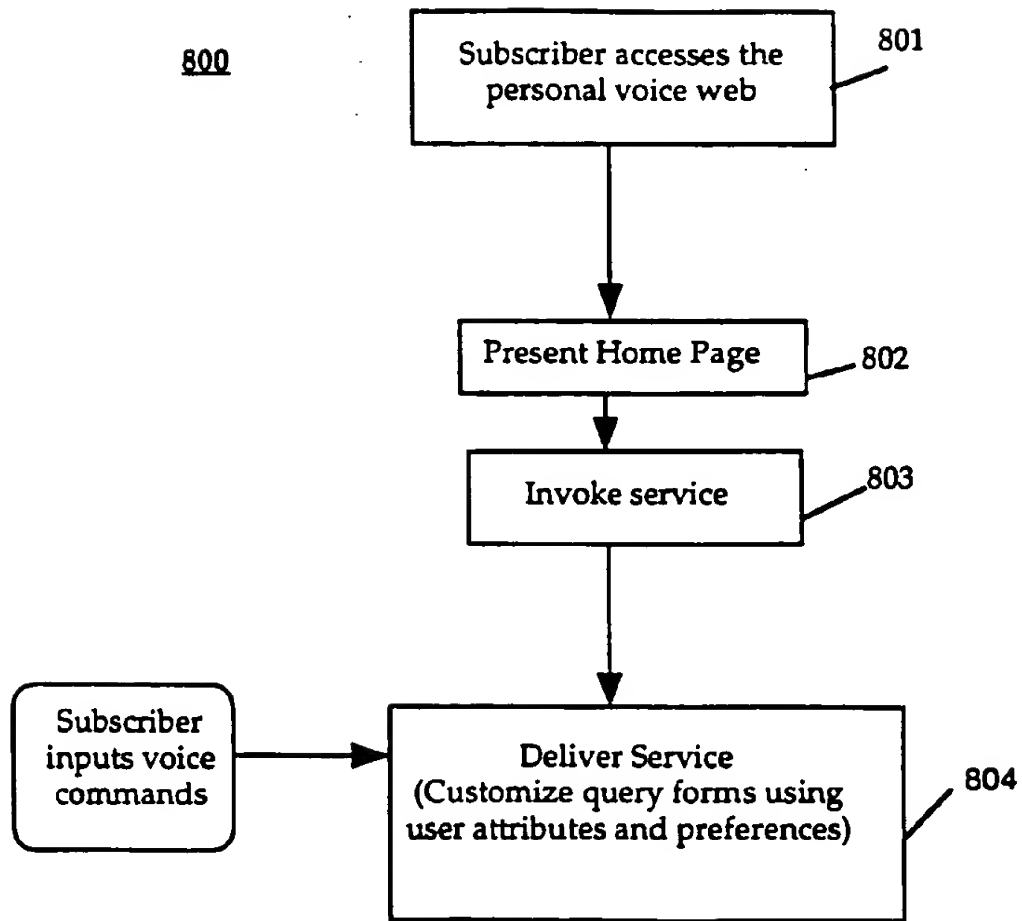 800
Subscriber accesses the
personal voice web
801
Present Home Page
802
Invoke service
803
Subscriber
inputs voice
commands
Deliver Service
(Customize query forms using
user attributes and preferences)
804